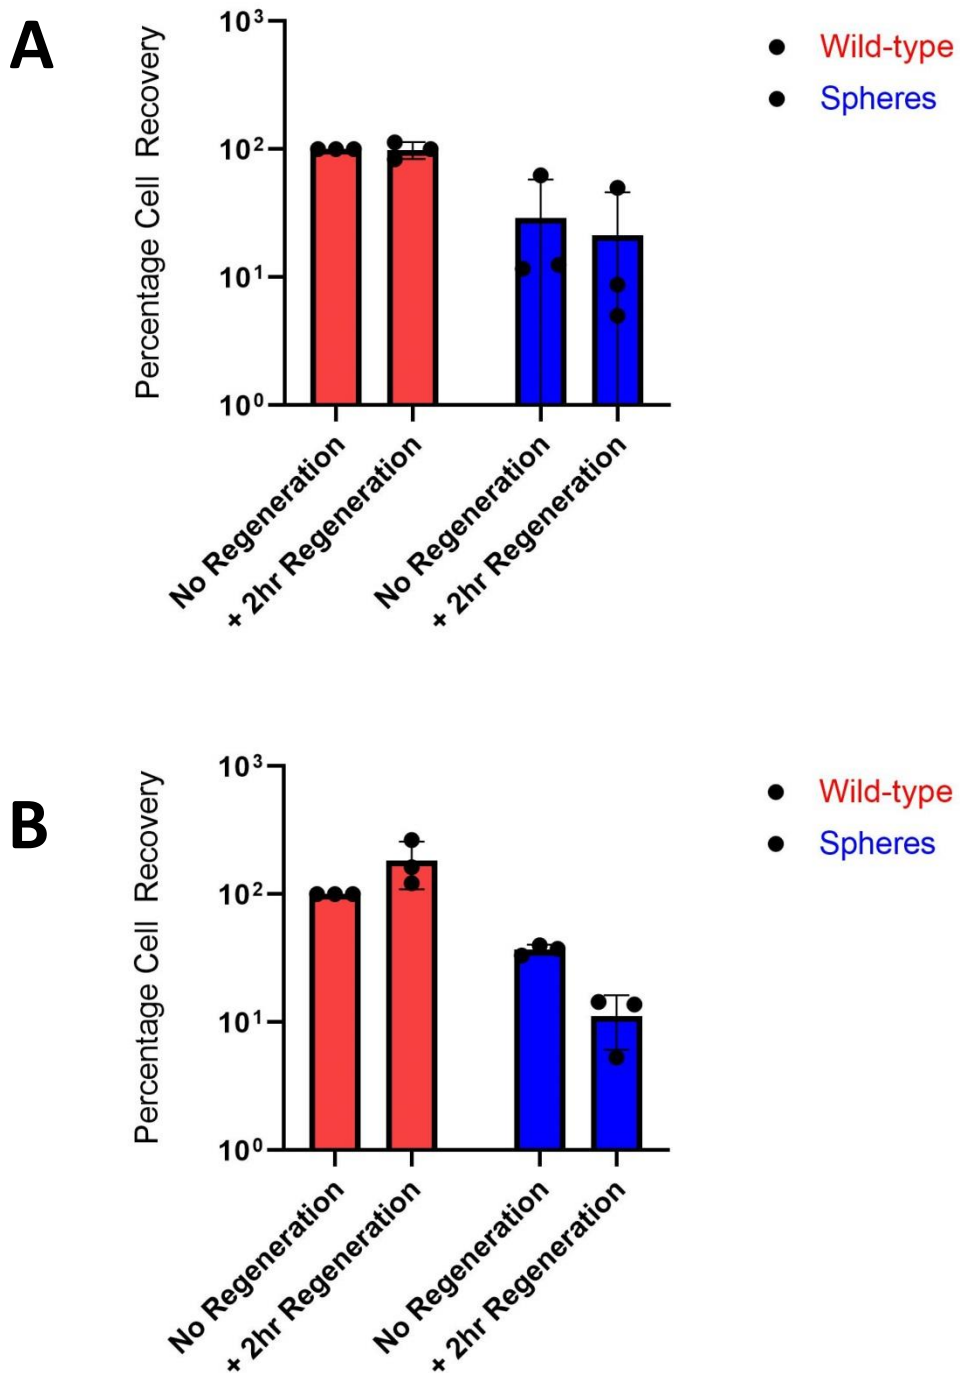 A
Percentage Cell Recovery
10³
10²
10¹
10⁰
Wild-type
Spheres
No Regeneration
+ 2hr Regeneration
No Regeneration
+ 2hr Regeneration
B
Percentage Cell Recovery
10³
10²
10¹
10⁰
Wild-type
Spheres
No Regeneration
+ 2hr Regeneration
No Regeneration
+ 2hr Regeneration